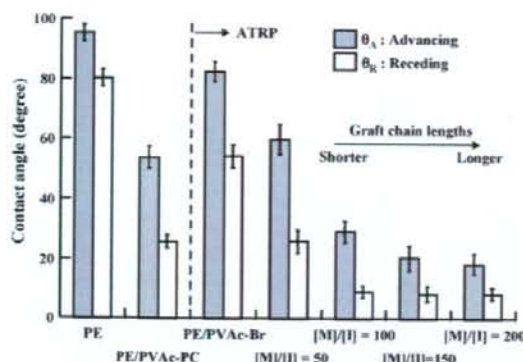 ATRP
θA : Advancing
θR : Receding
Graft chain lengths
Shorter
Longer
Contact angle (degree)
100
80
60
40
20
0
PE
PE/PVAc-Br
[M]/[I] = 100
[M]/[I] = 200
PE/PVAc-PC
[M]/[I] = 50
[M]/[I]=150